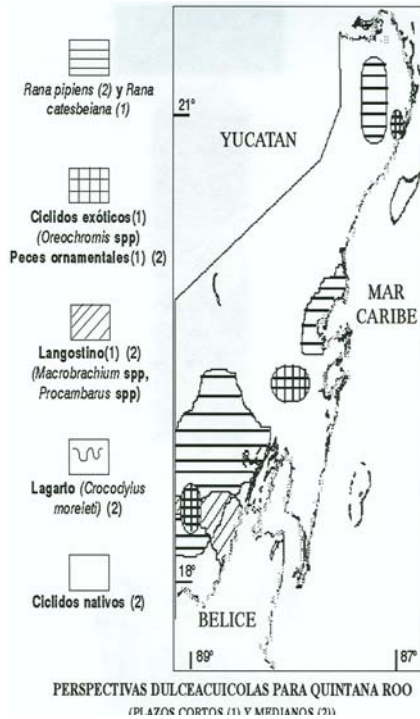 Rana pipiens (2) y Rana
catesbeiana (1)
Ciclidos exóticos(1)
(Oreochromis spp)
Peces ornamentales(1) (2)
Langostino(1) (2)
(Macrobrachium spp,
Procambarus spp)
Lagarto (Crocodylus
moreleti) (2)
Ciclidos nativos (2)
21°
YUCATAN
MAR
CARIBE
18°
BELICE
89°
87°
PERSPECTIVAS DULCEACUICOLAS PARA QUINTANA ROO
(PLAZOS CORTOS (1) Y MEDIANOS (2))